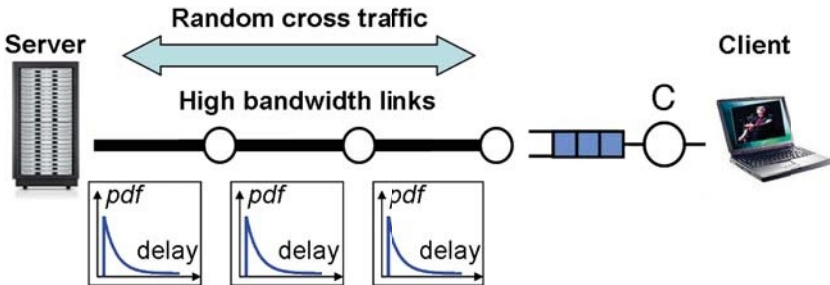 Random cross traffic
Server
Client
High bandwidth links
C
pdf
delay
pdf
delay
pdf
delay